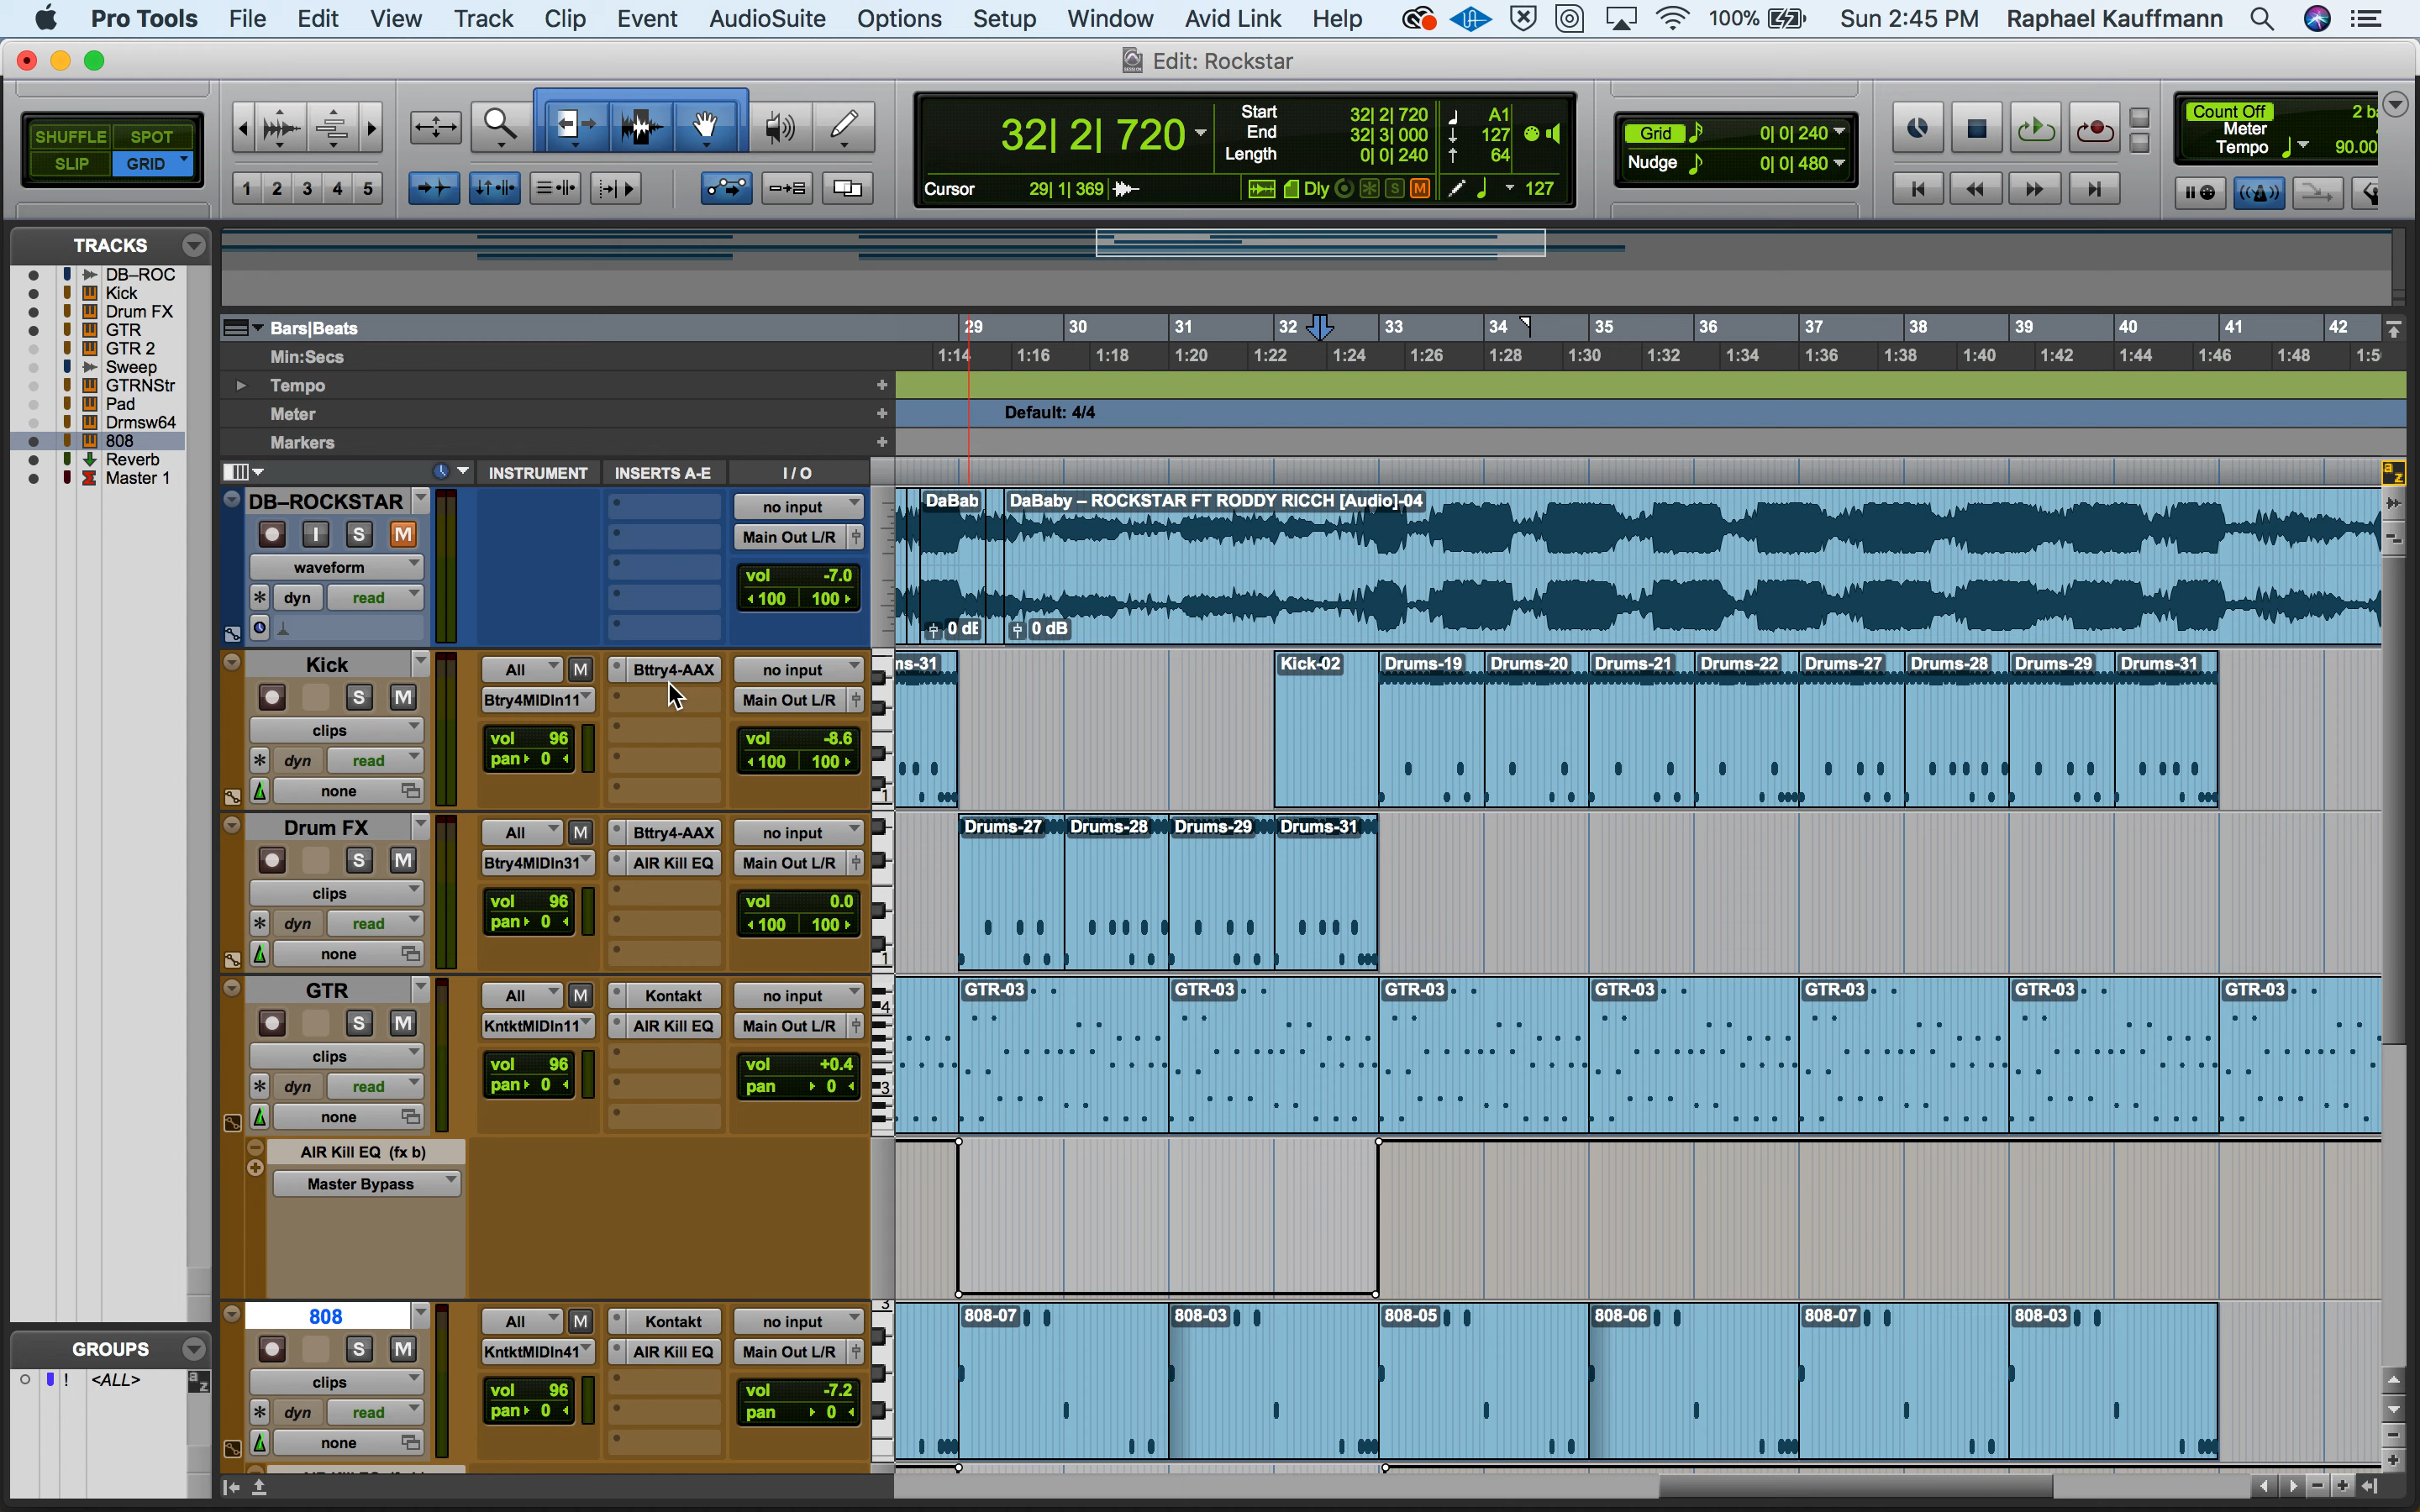 Pro Tools File Edit View Track Clip Event AudioSuite Options Setup Window Avid Link Help 100% Sun 2:45 PM Raphael Kauffmann
Edit: Rockstar
SHUFFLE SPOT
SLIP GRID
1 2 3 4 5
32| 2| 720
Start 32| 2| 720
End 32| 3| 000
Length 0| 0| 240
A1
127
64
Cursor 29| 1| 369
Dly S M 127
Grid 0| 0| 240
Nudge 0| 0| 480
Count Off 2 ba
Meter
Tempo 90.00
TRACKS
DB–ROC
Kick
Drum FX
GTR
GTR 2
Sweep
GTRNStr
Pad
Drmsw64
808
Reverb
Master 1
GROUPS
! <ALL>
a z
Bars|Beats 29 30 31 32 33 34 35 36 37 38 39 40 41 42
Min:Secs 1:14 1:16 1:18 1:20 1:22 1:24 1:26 1:28 1:30 1:32 1:34 1:36 1:38 1:40 1:42 1:44 1:46 1:48 1:5
Tempo
Meter Default: 4/4
Markers
INSTRUMENT INSERTS A-E I / O
a z
DB–ROCKSTAR no input DaBab DaBaby – ROCKSTAR FT RODDY RICCH [Audio]-04
I S M Main Out L/R
waveform vol -7.0
dyn read 100 100
0 dB 0 dB
Kick All M Bttry4-AAX no input ns-31 Kick-02 Drums-19 Drums-20 Drums-21 Drums-22 Drums-27 Drums-28 Drums-29 Drums-31
S M Btry4MIDIn11 Main Out L/R
clips vol 96 vol -8.6
dyn read pan 0 100 100
none 1
Drum FX All M Bttry4-AAX no input Drums-27 Drums-28 Drums-29 Drums-31
S M Btry4MIDIn31 AIR Kill EQ Main Out L/R
clips vol 96 vol 0.0
dyn read pan 0 100 100
none 1
GTR All M Kontakt no input GTR-03 GTR-03 GTR-03 GTR-03 GTR-03 GTR-03 GTR-03
S M KntktMIDIn11 AIR Kill EQ Main Out L/R 4
clips vol 96 vol +0.4
dyn read pan 0 pan 0 3
none
AIR Kill EQ (fx b)
Master Bypass
808 All M Kontakt no input 3 808-07 808-03 808-05 808-06 808-07 808-03
S M KntktMIDIn41 AIR Kill EQ Main Out L/R
clips vol 96 vol -7.2
dyn read pan 0 pan 0
none